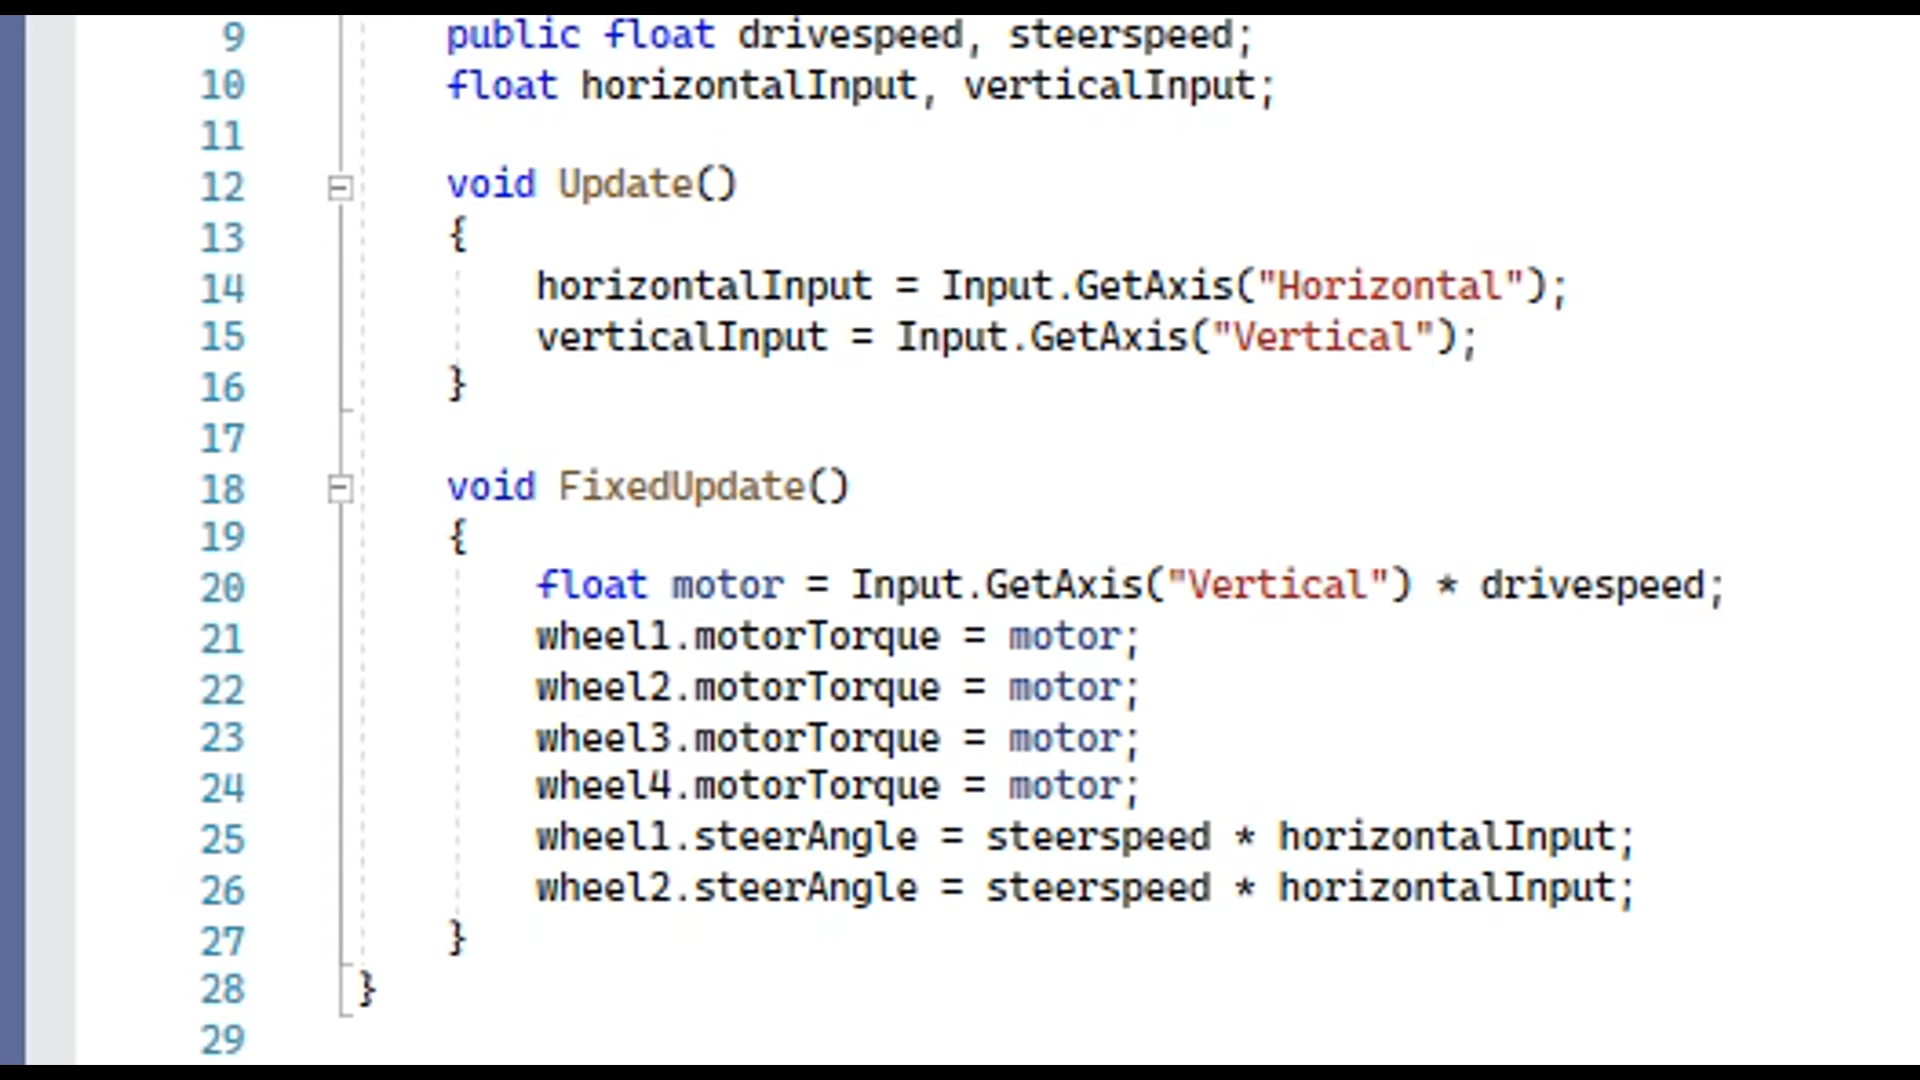 9 public float drivespeed, steerspeed;
10 float horizontalInput, verticalInput;
11
12 void Update()
13 {
14 horizontalInput = Input.GetAxis("Horizontal");
15 verticalInput = Input.GetAxis("Vertical");
16 }
17
18 void FixedUpdate()
19 {
20 float motor = Input.GetAxis("Vertical") * drivespeed;
21 wheel1.motorTorque = motor;
22 wheel2.motorTorque = motor;
23 wheel3.motorTorque = motor;
24 wheel4.motorTorque = motor;
25 wheel1.steerAngle = steerspeed * horizontalInput;
26 wheel2.steerAngle = steerspeed * horizontalInput;
27 }
28 }
29